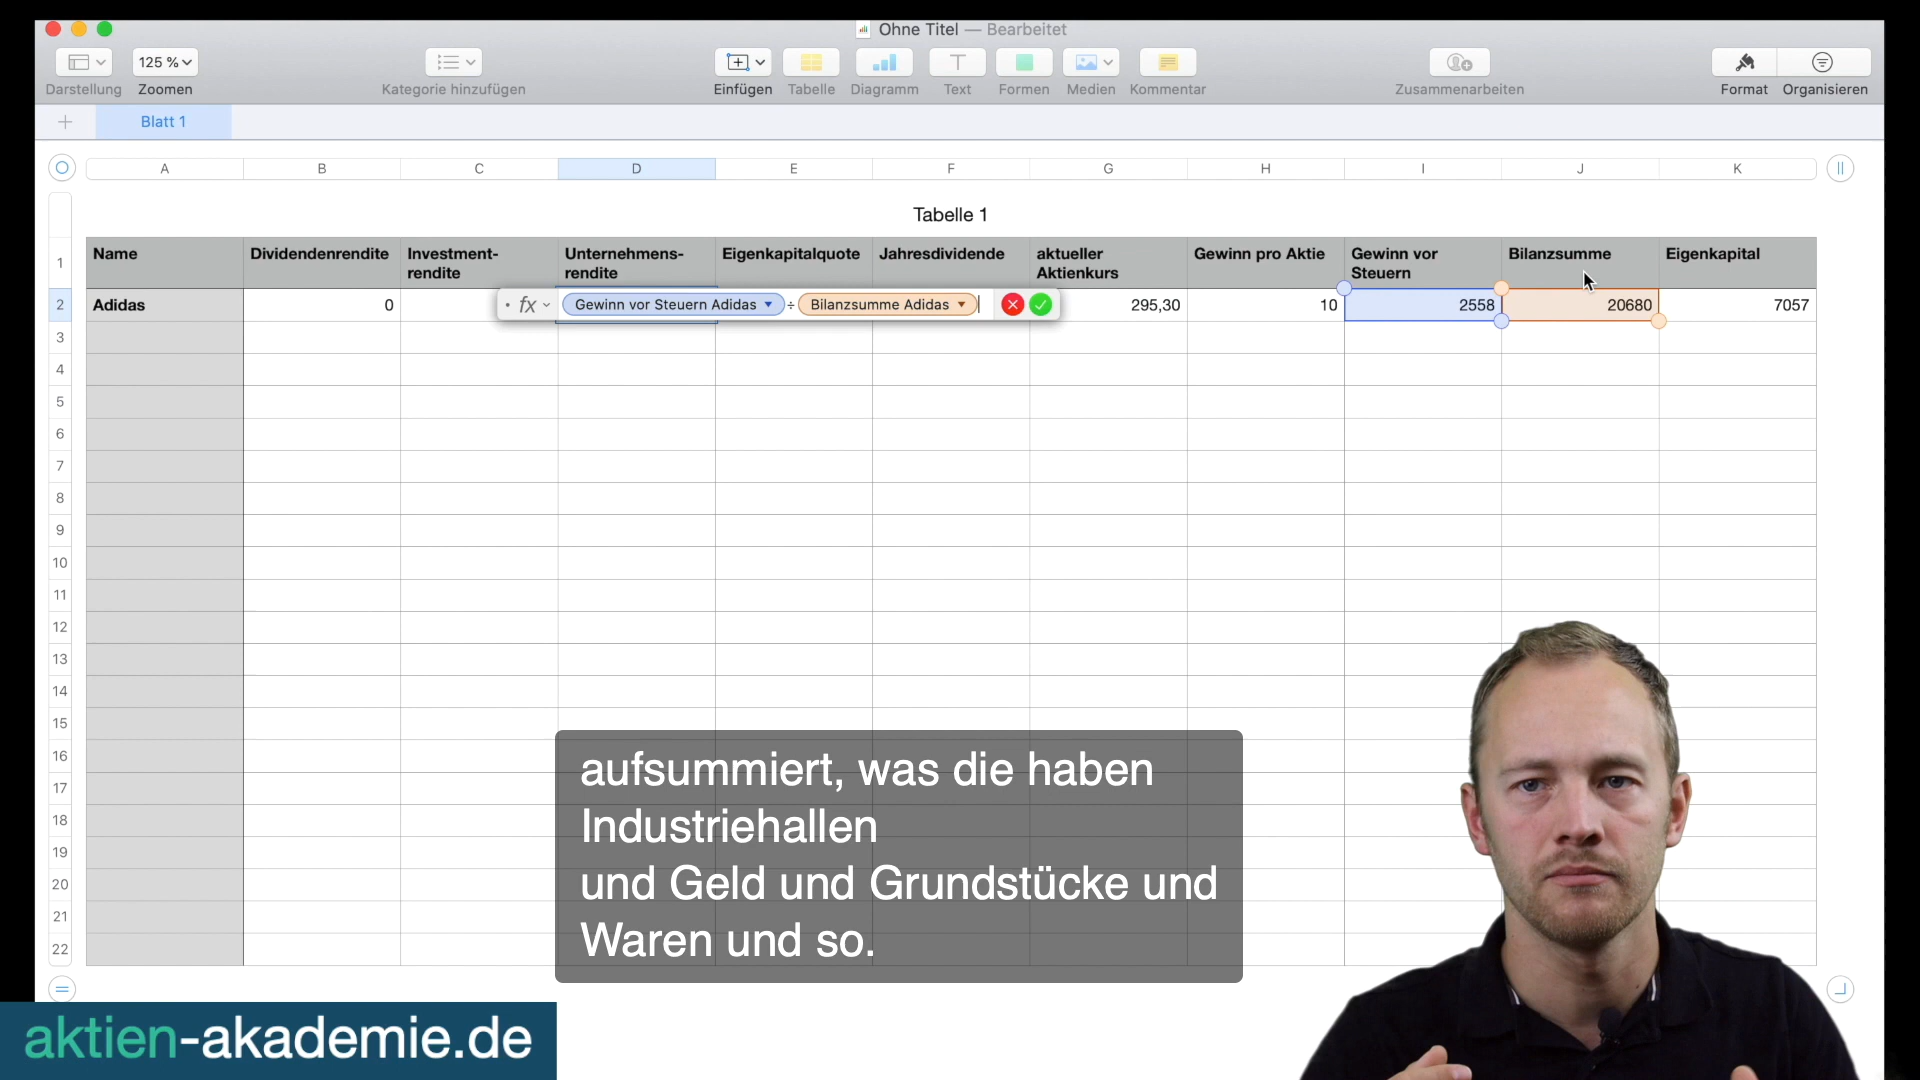 Ohne Titel — Bearbeitet
125 %
Darstellung Zoomen Kategorie hinzufügen Einfügen Tabelle Diagramm Text Formen Medien Kommentar Zusammenarbeiten Format Organisieren
Blatt 1
A B C D E F G H I J K
Tabelle 1
1 Name Dividendenrendite Investment- Unternehmens- Eigenkapitalquote Jahresdividende aktueller Gewinn pro Aktie Gewinn vor Bilanzsumme Eigenkapital
rendite rendite Aktienkurs Steuern
2 Adidas 0 fx Gewinn vor Steuern Adidas ÷ Bilanzsumme Adidas 295,30 10 2558 20680 7057
3
4
5
6
7
8
9
10
11
12
13
14
15
16
17
18
19
20
21
22
aufsummiert, was die haben
Industriehallen
und Geld und Grundstücke und
Waren und so.
aktien-akademie.de